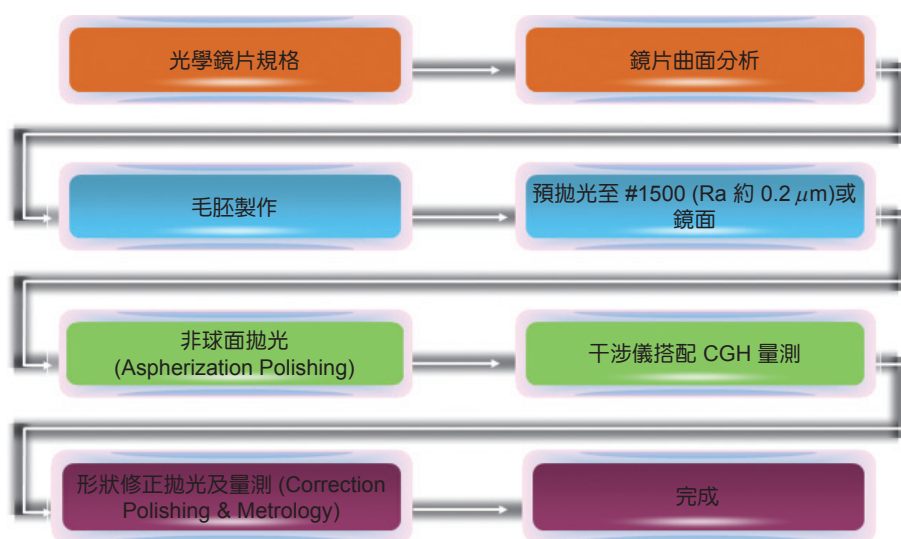 光學鏡片規格
鏡片曲面分析
毛胚製作
預拋光至 #1500 (Ra 約 0.2 μm)或
鏡面
非球面拋光
(Aspherization Polishing)
干涉儀搭配 CGH 量測
形狀修正拋光及量測 (Correction
Polishing & Metrology)
完成